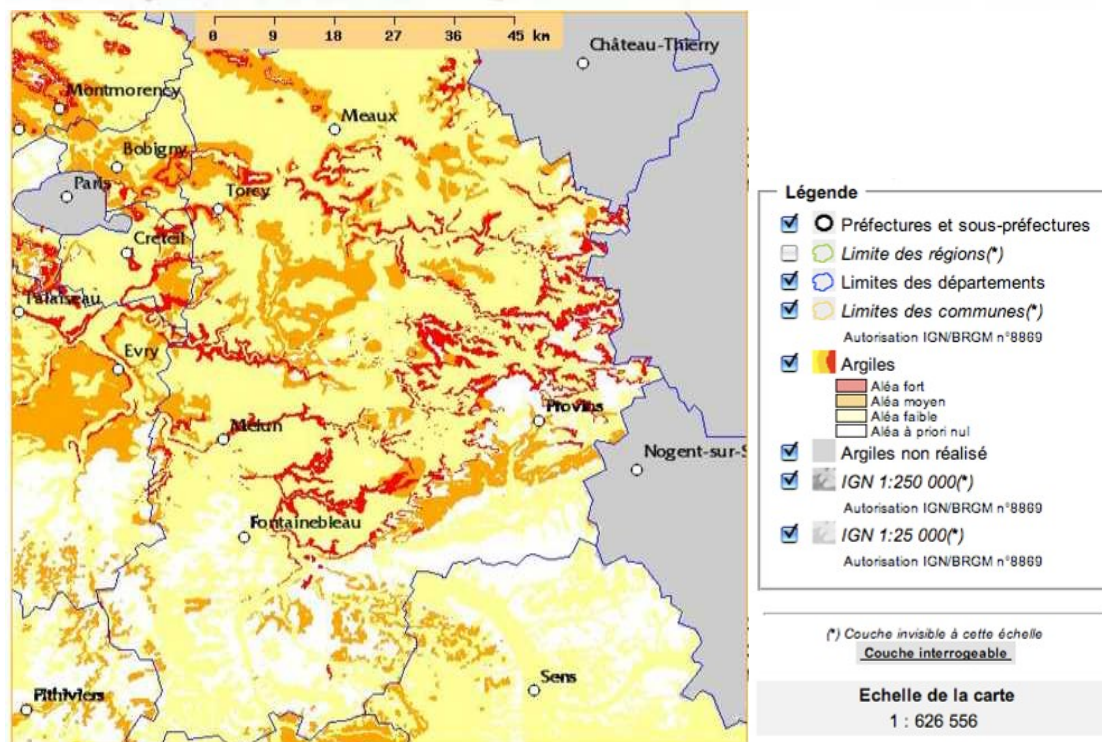 0 9 18 27 36 45 km
Château-Thierry
Montmorency
Meaux
Bobigny
Paris
Torcy
Creteil
Palaiseau
Evry
Provins
Melun
Nogent-sur-S
Fontainebleau
Sens
Pithiviers
Légende
Préfectures et sous-préfectures
Limite des régions(*)
Limites des départements
Limites des communes(*)
Autorisation IGN/BRGM n°8869
Argiles
Aléa fort
Aléa moyen
Aléa faible
Aléa à priori nul
Argiles non réalisé
IGN 1:250 000(*)
Autorisation IGN/BRGM n°8869
IGN 1:25 000(*)
Autorisation IGN/BRGM n°8869
(*) Couche invisible à cette échelle
Couche interrogeable
Echelle de la carte
1 : 626 556